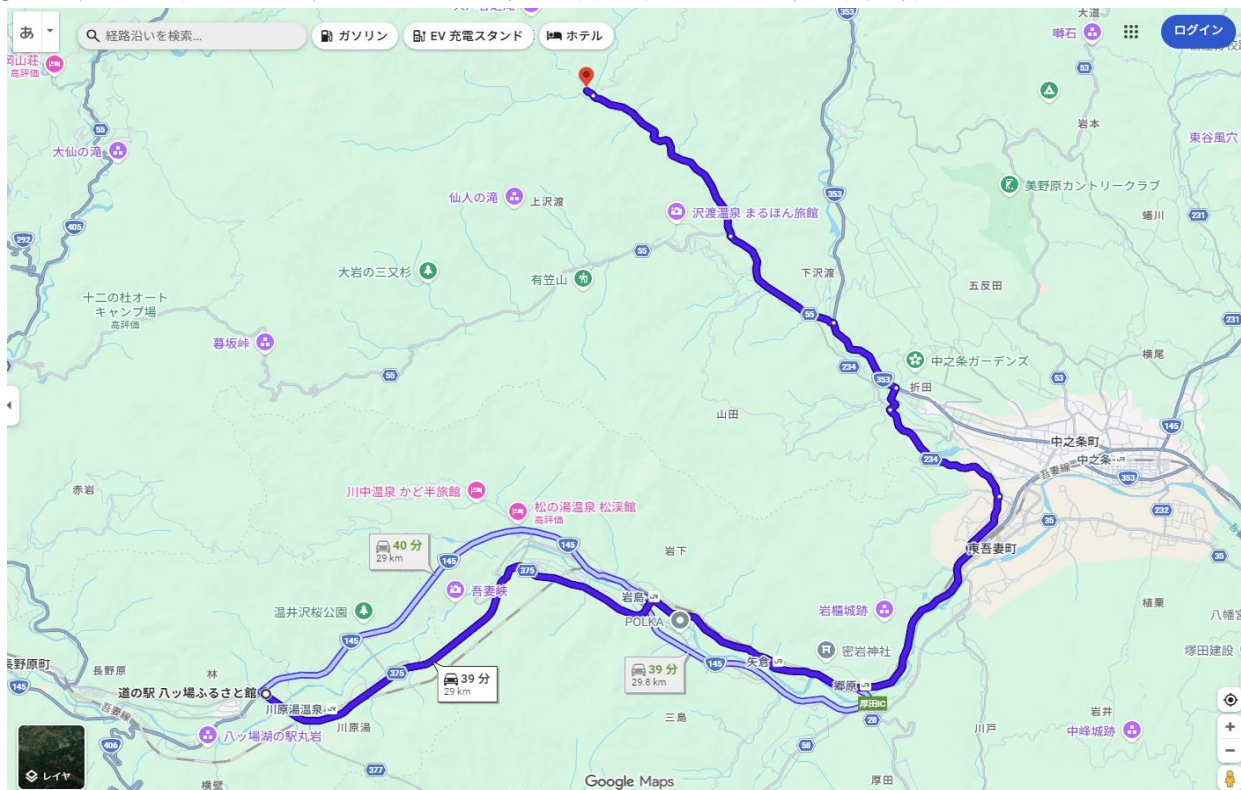 あ
経路沿いを検索...
ガソリン
EV 充電スタンド
ホテル
ログイン
353
大道
囀石
53
岡山荘
高評価
岩本
東谷風穴
55
大仙の滝
353
美野原カントリークラブ
仙人の滝
上沢渡
沢渡温泉 まるほん旅館
蟻川
231
405
292
55
大岩の三又杉
有笠山
下沢渡
五反田
十二の杜オート
キャンプ場
高評価
55
231
暮坂峠
中之条ガーデンズ
横尾
234
353
折田
53
55
山田
145
中之条町
吾妻線
中之条
353
234
赤岩
川中温泉 かど半旅館
松の湯温泉 松渓館
高評価
232
35
35
40 分
29 km
145
145
岩下
東吾妻町
375
吾妻峡
岩島
温井沢桜公園
POLKA
岩櫃城跡
植栗
八幡宮
145
密岩神社
塚田建設
長野原町
長野原
林
39 分
29 km
39 分
29.8 km
145
矢倉
375
145
道の駅 八ッ場ふるさと館
郷原
厚田IC
川原湯温泉
吾妻線
28
三島
川原湯
岩井
川戸
中峰城跡
八ッ場湖の駅丸岩
406
58
377
レイヤ
横壁
Google Maps
厚田